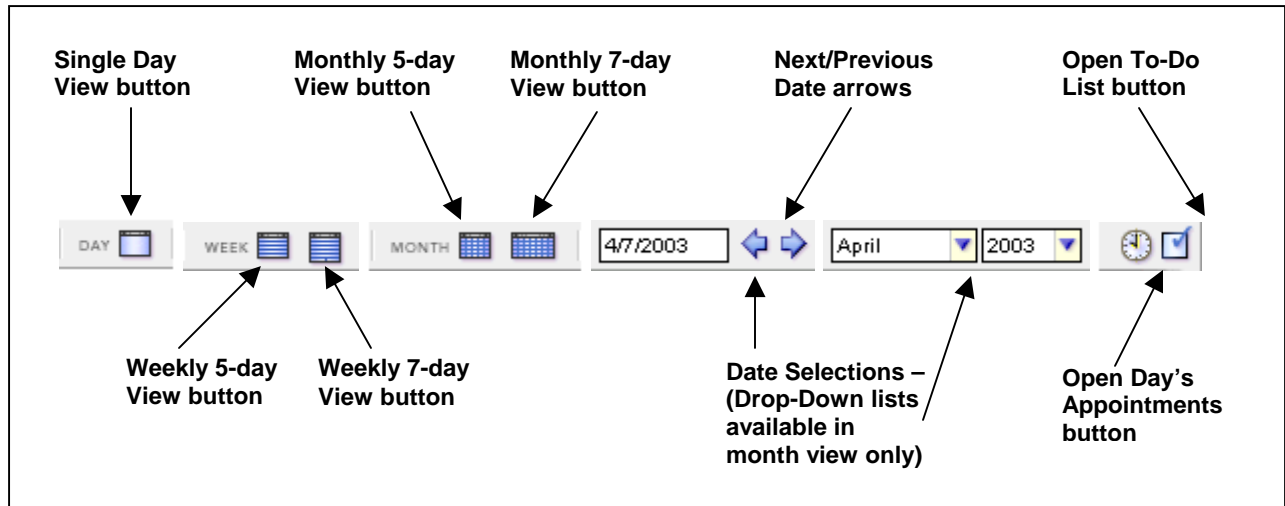 Single Day
View button
Monthly 5-day
View button
Monthly 7-day
View button
Next/Previous
Date arrows
Open To-Do
List button
DAY
WEEK
MONTH
4/7/2003
April
2003
Weekly 5-day
View button
Weekly 7-day
View button
Date Selections –
(Drop-Down lists
available in
month view only)
Open Day's
Appointments
button